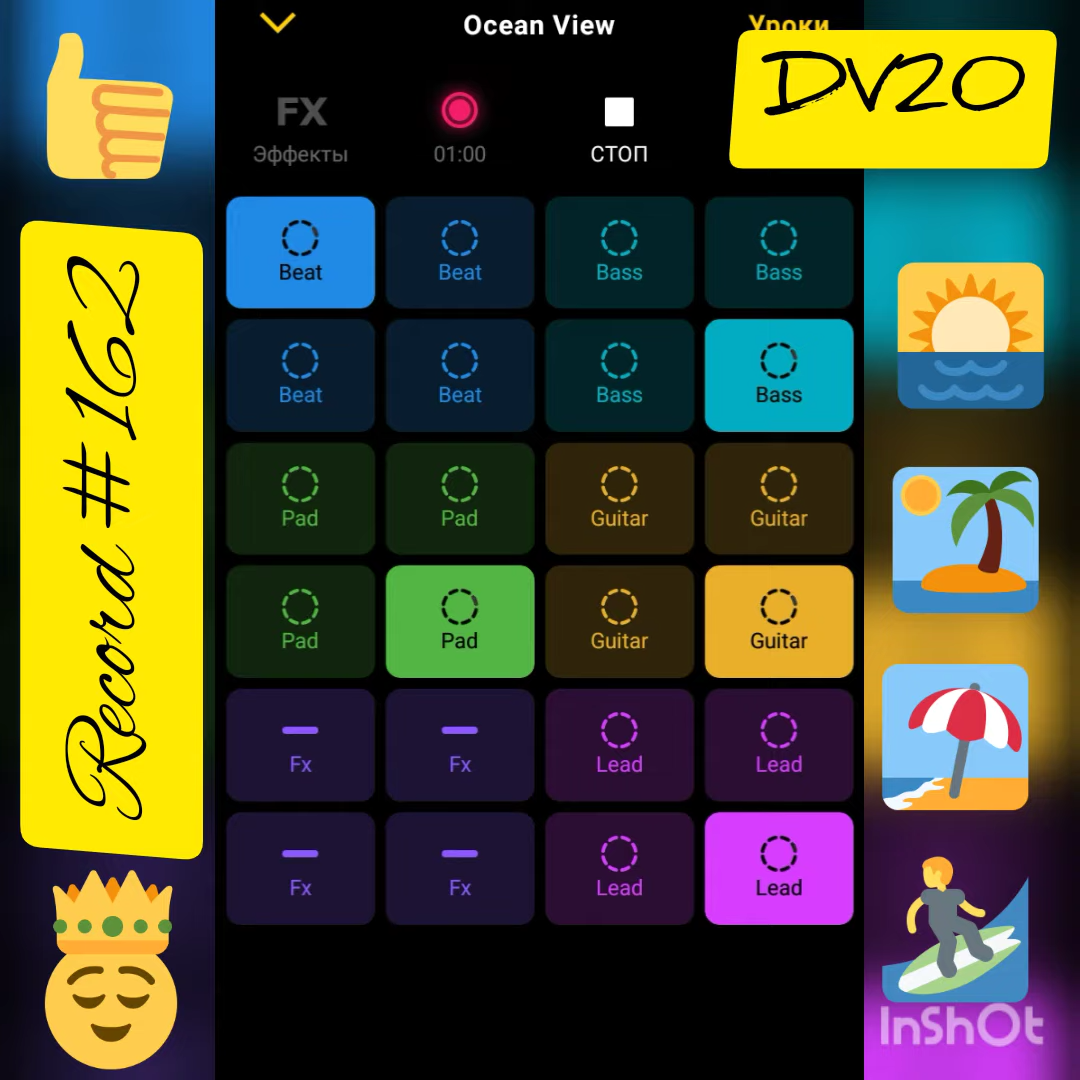 Ocean View
Уроки
DV20
FX
Эффекты
01:00
СТОП
Record # 162
Beat
Beat
Bass
Bass
Beat
Beat
Bass
Bass
Pad
Pad
Guitar
Guitar
Pad
Pad
Guitar
Guitar
Fx
Fx
Lead
Lead
Fx
Fx
Lead
Lead
InShOt